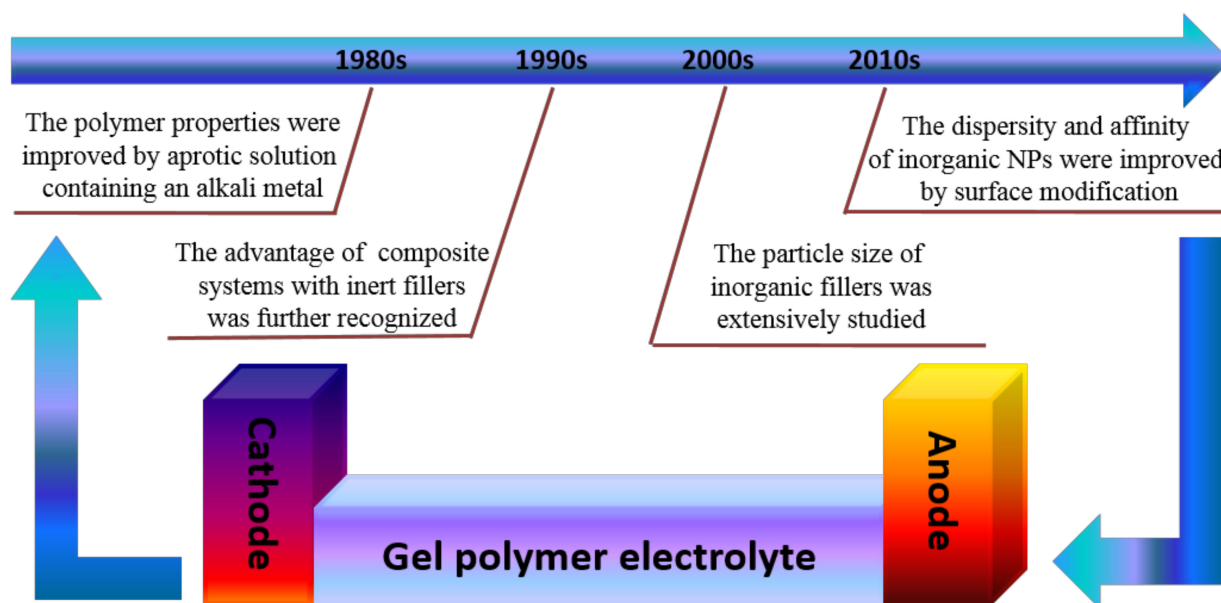 1980s
1990s
2000s
2010s
The polymer properties were
improved by aprotic solution
containing an alkali metal
The advantage of composite
systems with inert fillers
was further recognized
The particle size of
inorganic fillers was
extensively studied
The dispersity and affinity
of inorganic NPs were improved
by surface modification
Cathode
Gel polymer electrolyte
Anode